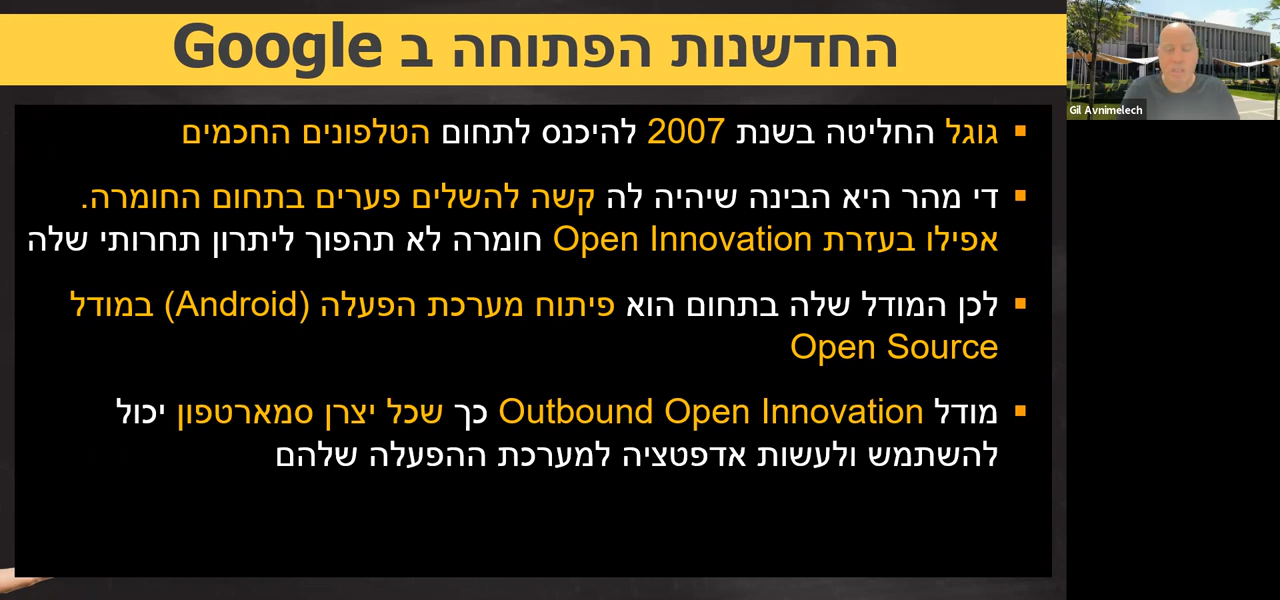 החדשנות הפתוחה ב Google
גוגל החליטה בשנת 2007 להיכנס לתחום הטלפונים החכמים
די מהר היא הבינה שיהיה לה קשה להשלים פערים בתחום החומרה.
אפילו בעזרת Open Innovation חומרה לא תהפוך ליתרון תחרותי שלה
לכן המודל שלה בתחום הוא פיתוח מערכת הפעלה (Android) במודל
Open Source
מודל Outbound Open Innovation כך שכל יצרן סמארטפון יכול
להשתמש ולעשות אדפטציה למערכת ההפעלה שלהם
Gil Avnimelech